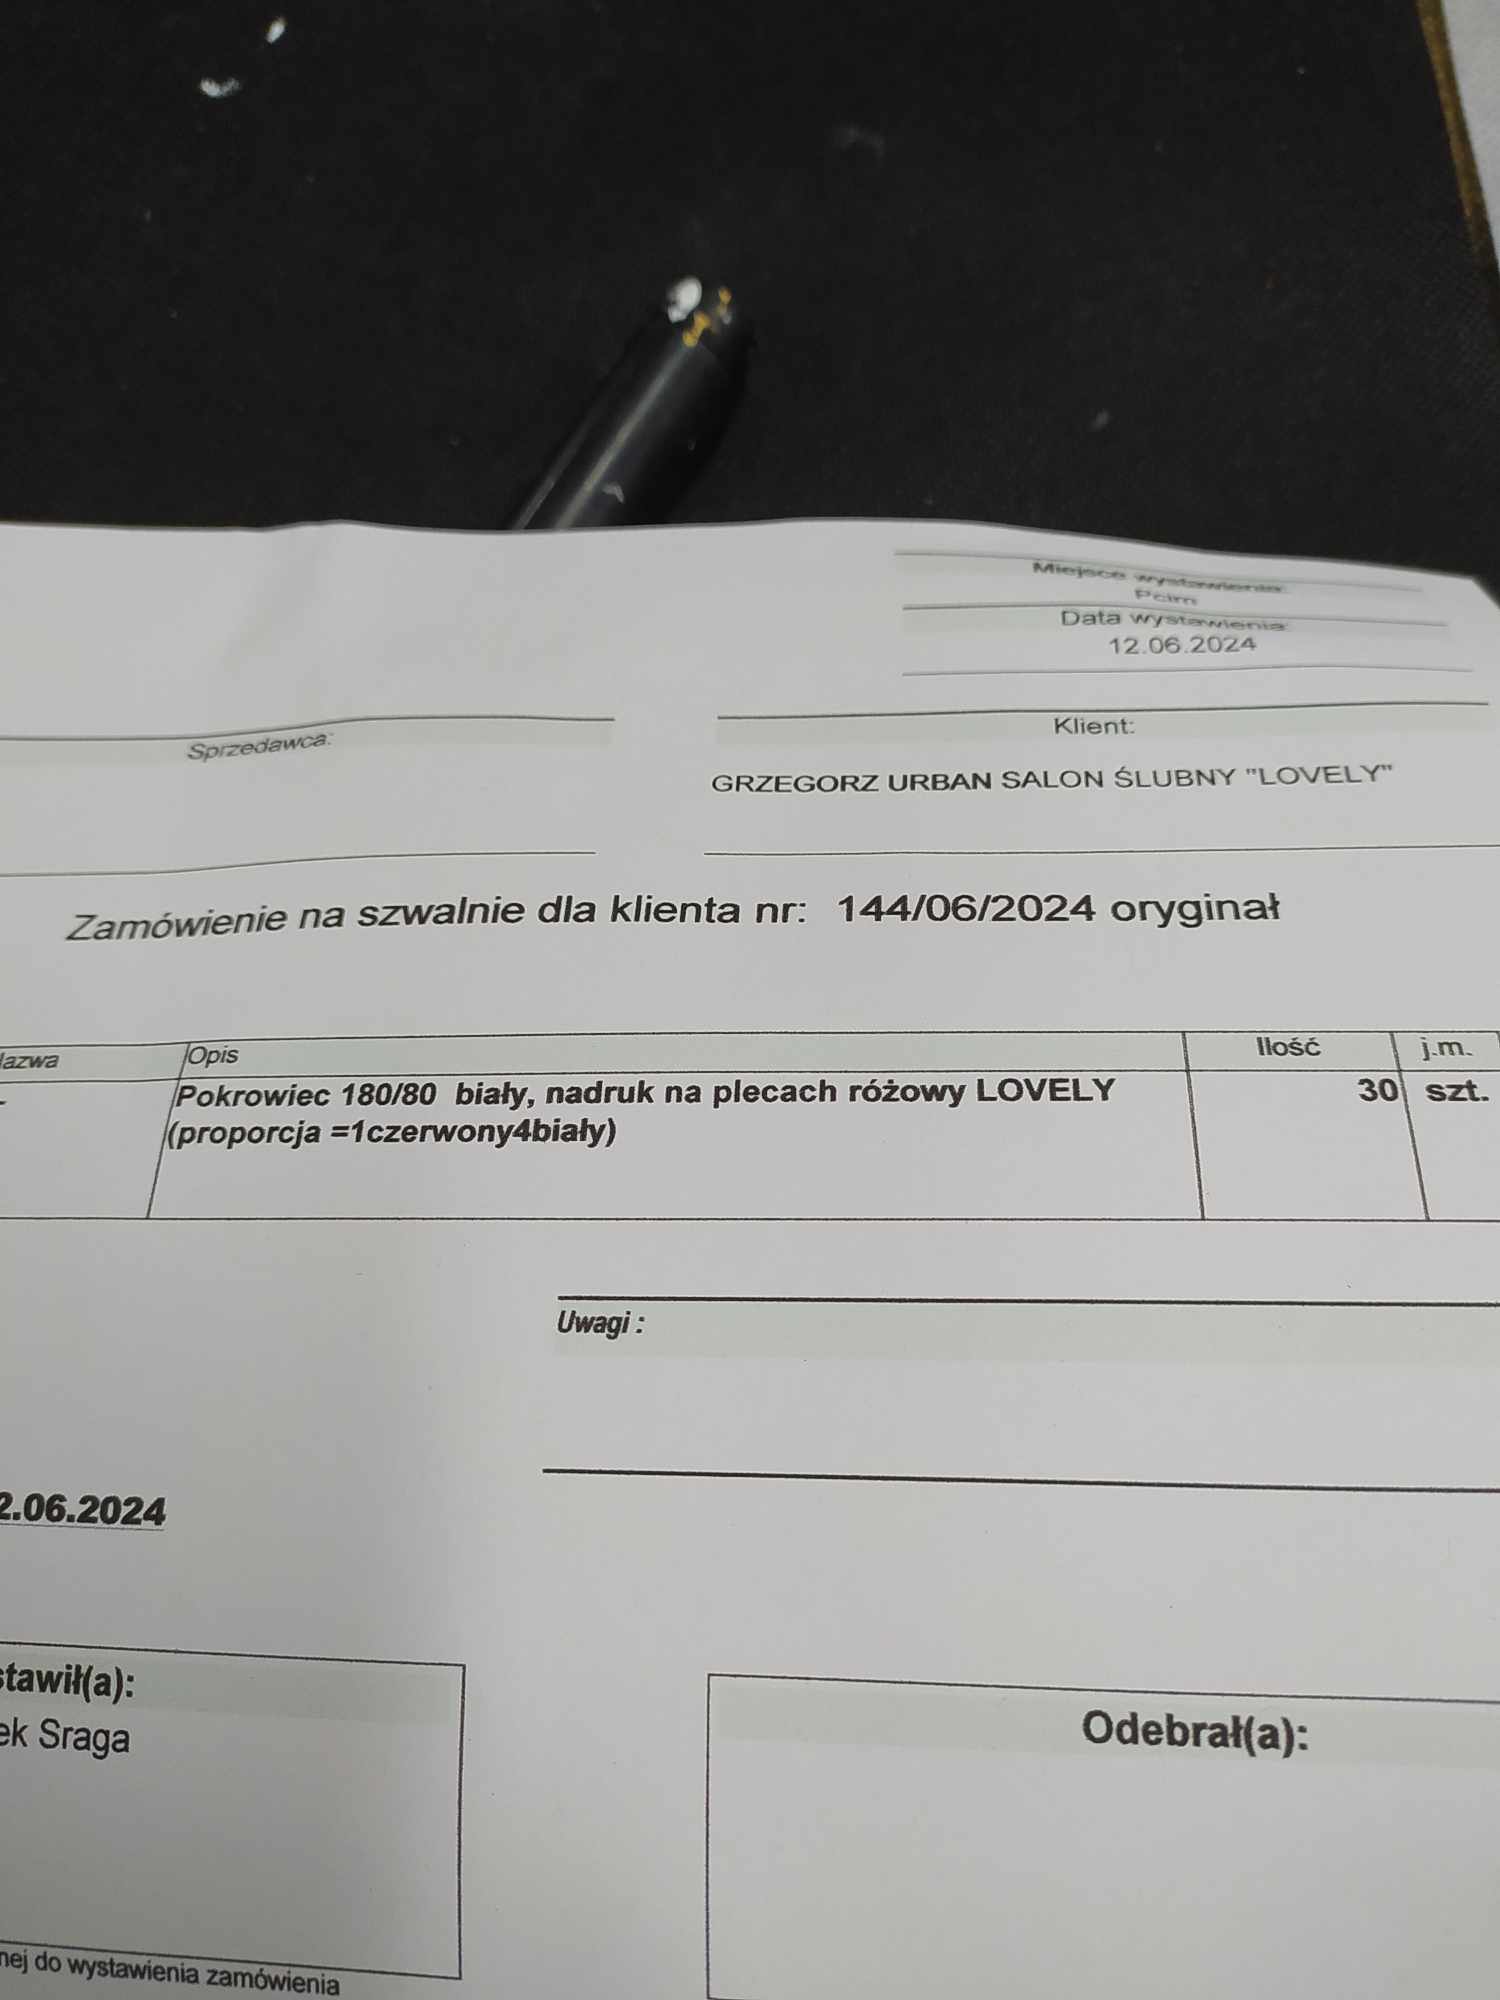 Miejsce wystawienia:
Pcim
Data wystawienia:
12.06.2024
Sprzedawca:
Klient:
GRZEGORZ URBAN SALON ŚLUBNY "LOVELY"
Zamówienie na szwalnie dla klienta nr: 144/06/2024 oryginał
azwa Opis Ilość j.m.
Pokrowiec 180/80 biały, nadruk na plecach różowy LOVELY 30 szt.
(proporcja =1czerwony4biały)
Uwagi :
2.06.2024
stawił(a):
ek Sraga
Odebrał(a):
nej do wystawienia zamówienia